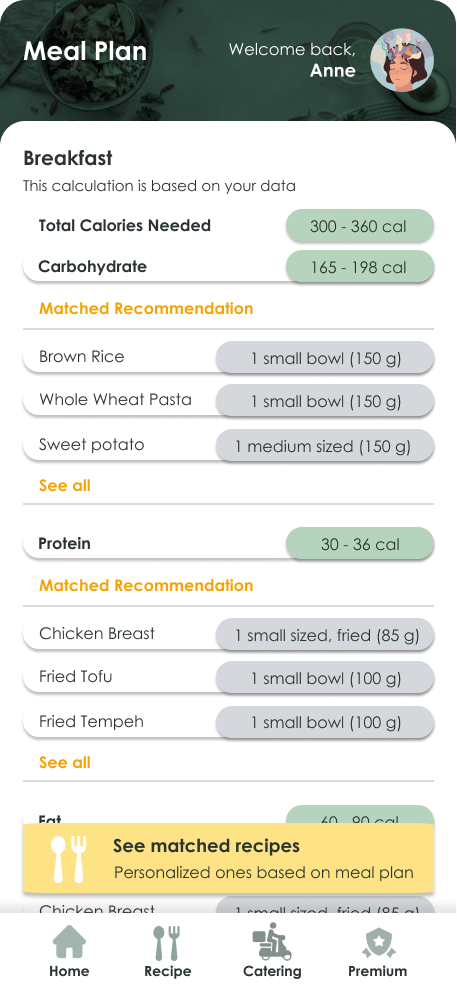 Meal Plan
Welcome back,
Anne
Breakfast
This calculation is based on your data
Total Calories Needed 300 - 360 cal
Carbohydrate 165 - 198 cal
Matched Recommendation
Brown Rice 1 small bowl (150 g)
Whole Wheat Pasta 1 small bowl (150 g)
Sweet potato 1 medium sized (150 g)
See all
Protein 30 - 36 cal
Matched Recommendation
Chicken Breast 1 small sized, fried (85 g)
Fried Tofu 1 small bowl (100 g)
Fried Tempeh 1 small bowl (100 g)
See all
Fat 60 - 90 cal
See matched recipes
Personalized ones based on meal plan
Chicken Breast 1 small sized, fried (85 g)
Home Recipe Catering Premium